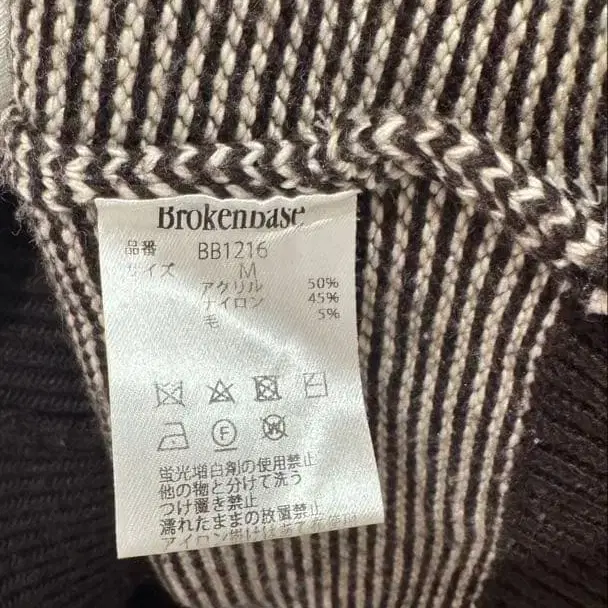 BrokenBase
品番 BB1216
サイズ M
アクリル 50%
ナイロン 45%
毛 5%
F
W
蛍光増白剤の使用禁止
他の物と分けて洗う
つけ置き禁止
濡れたままの放置禁止